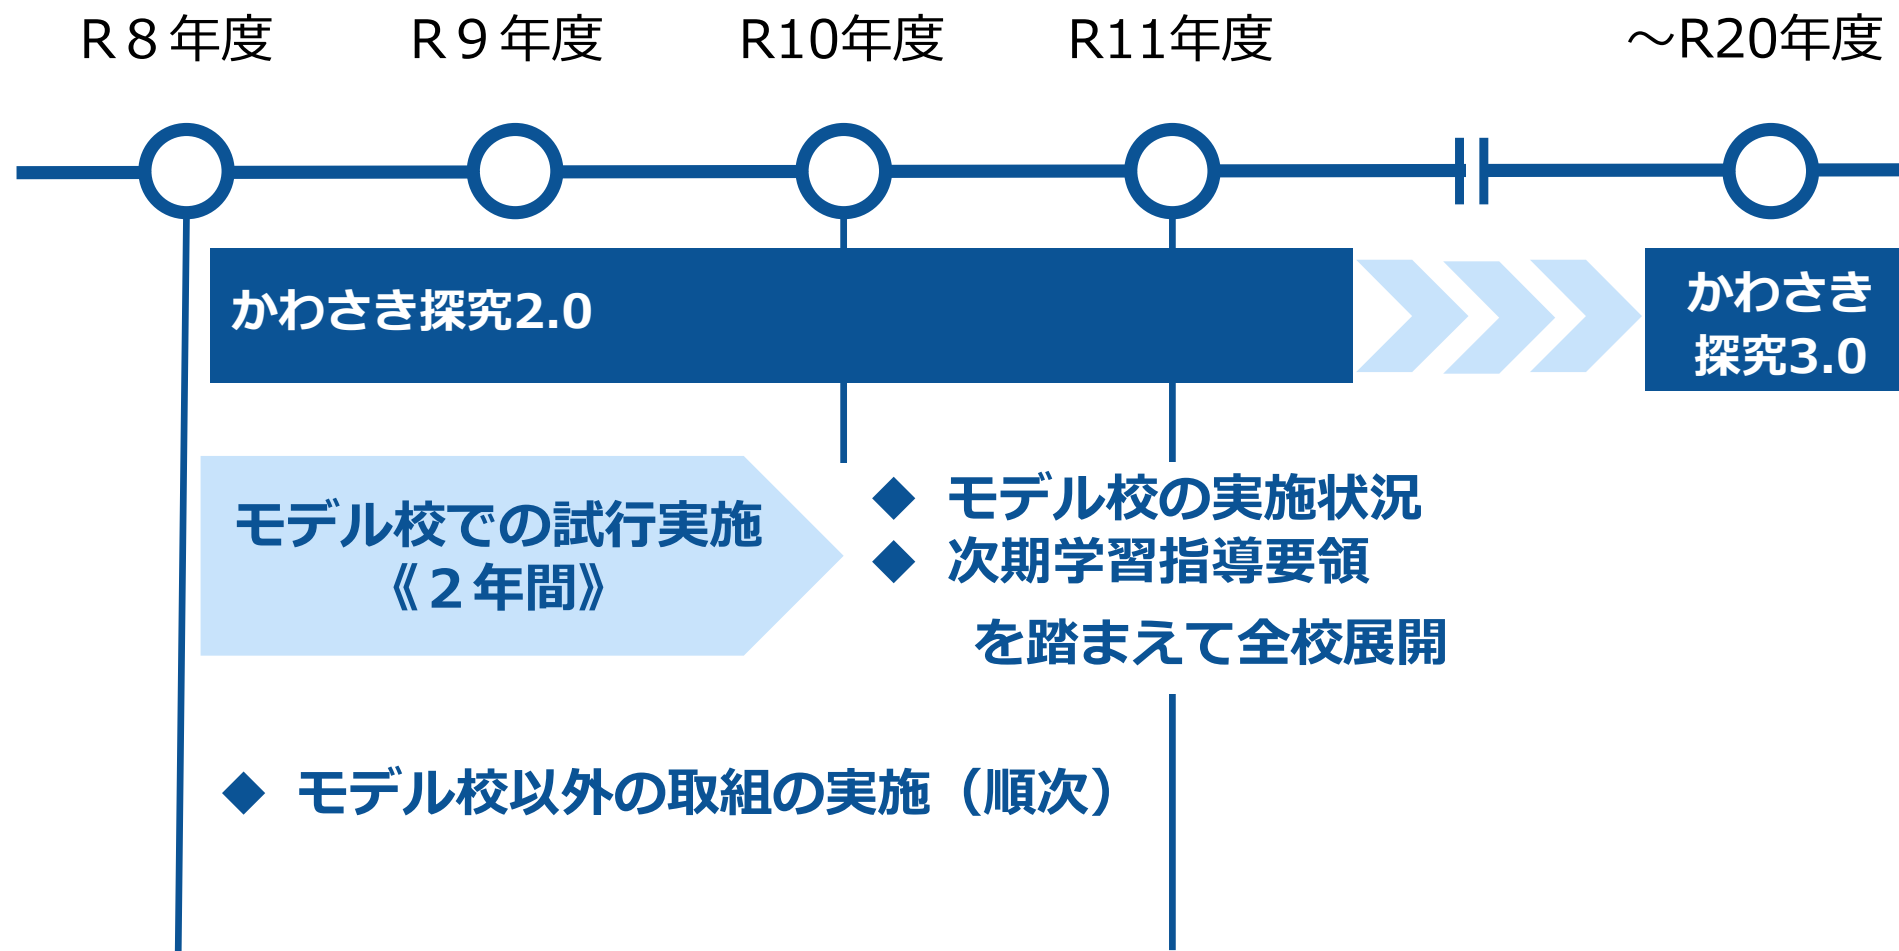 R８年度
R９年度
R10年度
R11年度
～R20年度
かわさき探究2.0
かわさき
探究3.0
モデル校での試行実施
《２年間》
◆ モデル校の実施状況
◆ 次期学習指導要領
を踏まえて全校展開
◆ モデル校以外の取組の実施（順次）